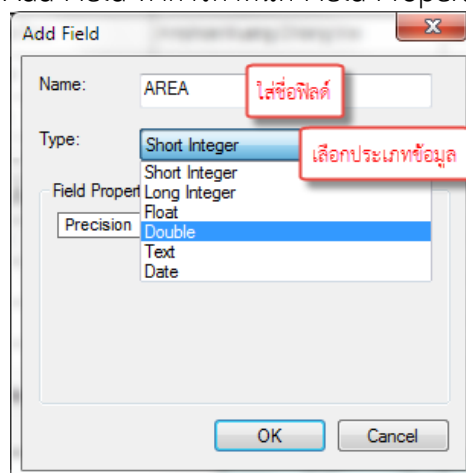 Add Field
Name: AREA
ใส่ชื่อฟิลด์
Type: Short Integer
เลือกประเภทข้อมูล
Short Integer
Field Proper Long Integer
Float
Precision Double
Text
Date
OK Cancel